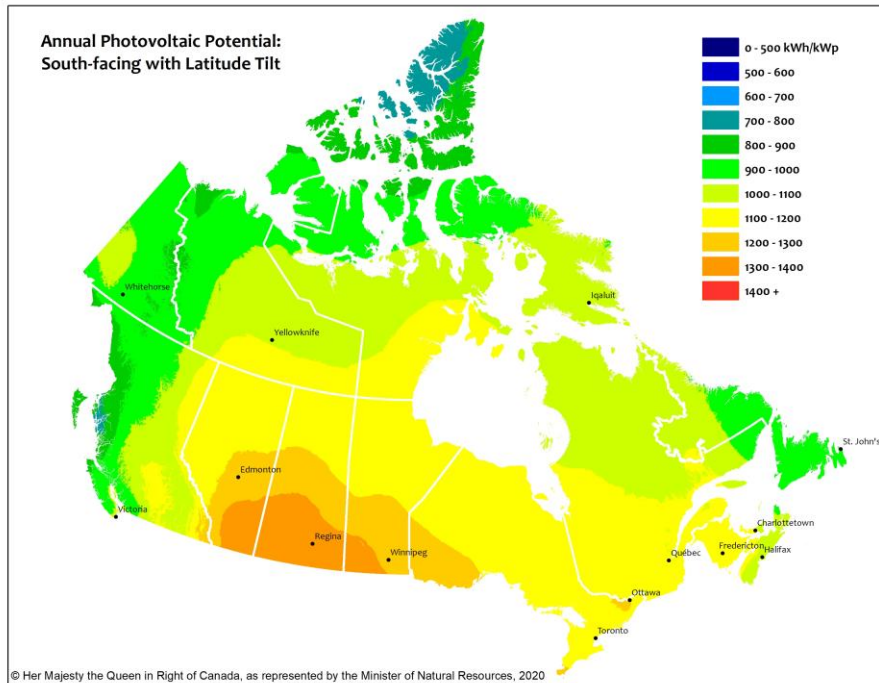 Annual Photovoltaic Potential:
South-facing with Latitude Tilt
0 - 500 kWh/kWp
500 - 600
600 - 700
700 - 800
800 - 900
900 - 1000
1000 - 1100
1100 - 1200
1200 - 1300
1300 - 1400
1400 +
Whitehorse
Iqaluit
Yellowknife
St. John's
Edmonton
Victoria
Charlottetown
Regina
Winnipeg
Québec
Fredericton
Halifax
Ottawa
Toronto
© Her Majesty the Queen in Right of Canada, as represented by the Minister of Natural Resources, 2020